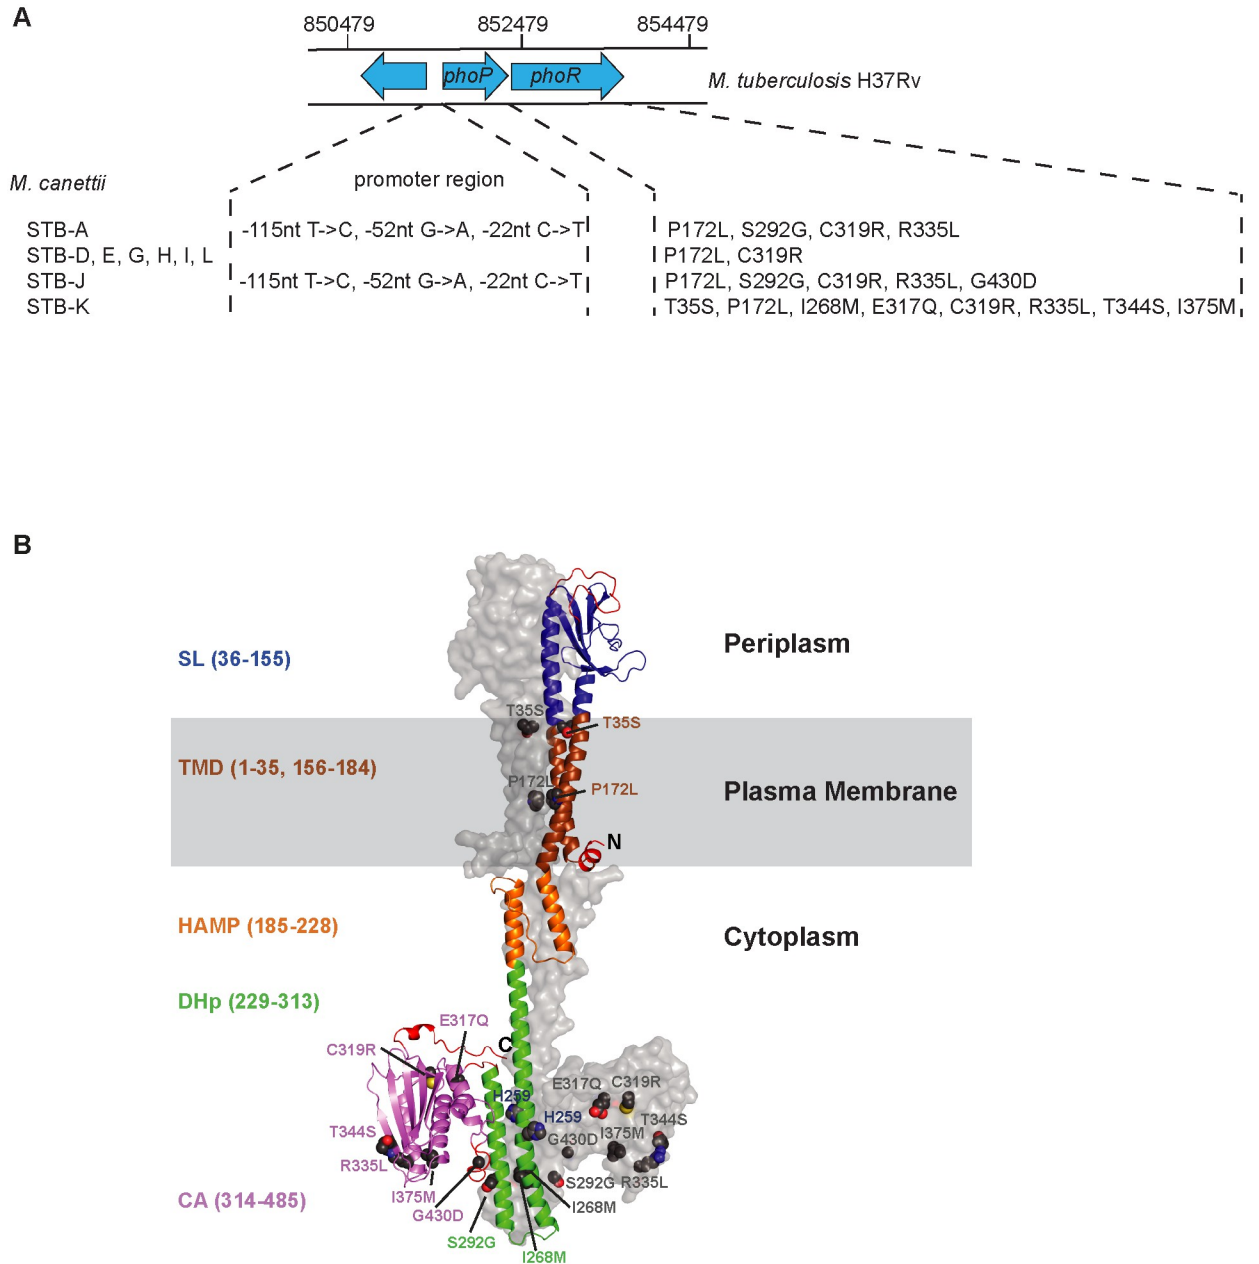 A
850479 852479 854479
phoP phoR
M. tuberculosis H37Rv
M. canettii
promoter region
STB-A -115nt T->C, -52nt G->A, -22nt C->T P172L, S292G, C319R, R335L
STB-D, E, G, H, I, L P172L, C319R
STB-J -115nt T->C, -52nt G->A, -22nt C->T P172L, S292G, C319R, R335L, G430D
STB-K T35S, P172L, I268M, E317Q, C319R, R335L, T344S, I375M
B
Periplasm
SL (36-155)
T35S T35S
TMD (1-35, 156-184)
P172L P172L
Plasma Membrane
N
HAMP (185-228)
Cytoplasm
DHp (229-313)
E317Q
C319R C
E317Q C319R
H259 H259
T344S T344S
G430D I375M
R335L
S292G R335L
I375M
CA (314-485)
I268M
G430D
S292G
I268M